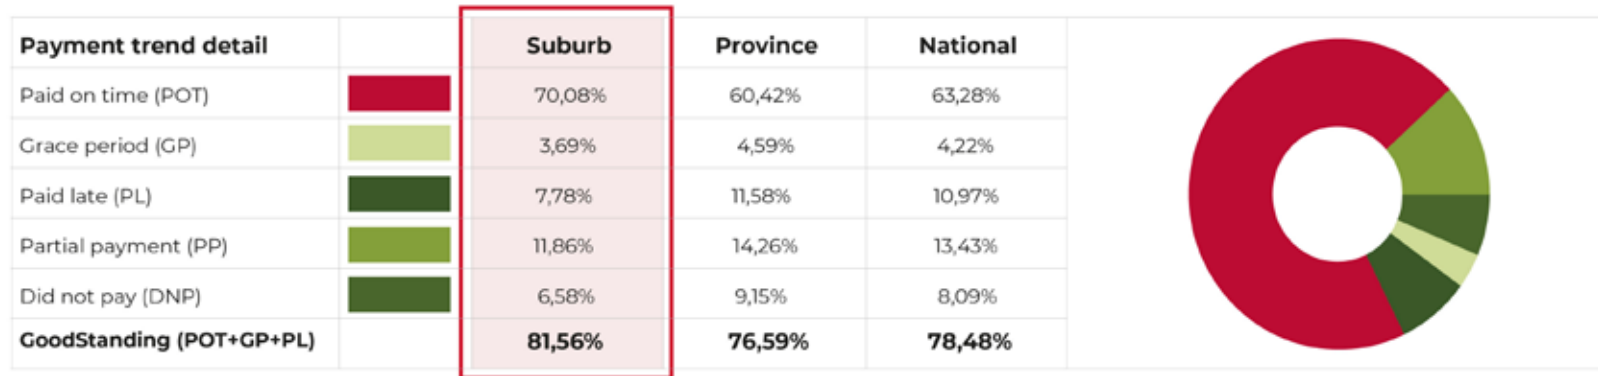 Payment trend detail Suburb Province National
Paid on time (POT) 70,08% 60,42% 63,28%
Grace period (GP) 3,69% 4,59% 4,22%
Paid late (PL) 7,78% 11,58% 10,97%
Partial payment (PP) 11,86% 14,26% 13,43%
Did not pay (DNP) 6,58% 9,15% 8,09%
GoodStanding (POT+GP+PL) 81,56% 76,59% 78,48%